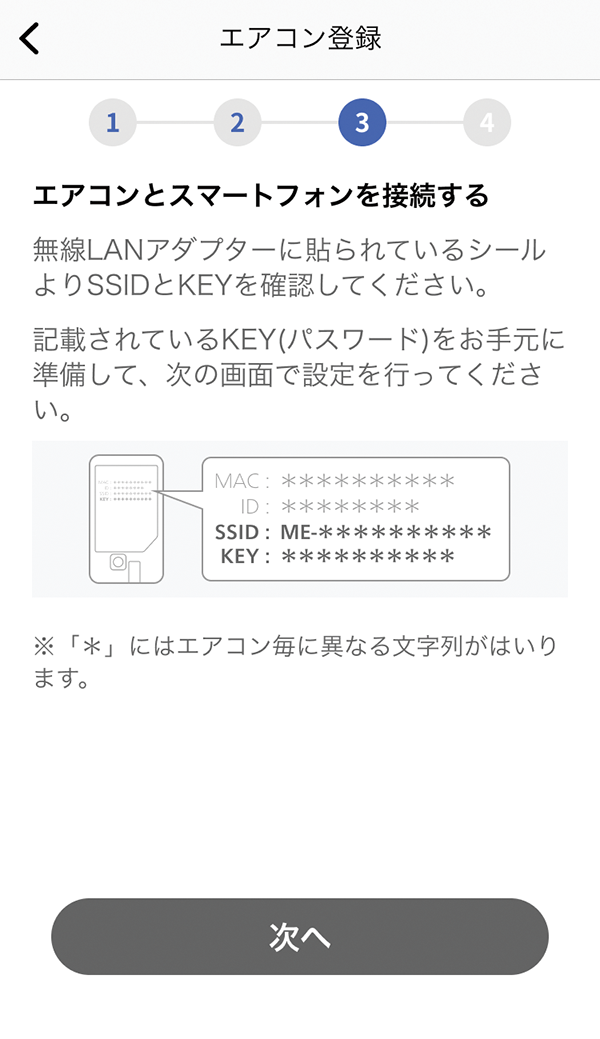 エアコン登録
1 2 3 4
エアコンとスマートフォンを接続する
無線LANアダプターに貼られているシール
よりSSIDとKEYを確認してください。
記載されているKEY(パスワード)をお手元に
準備して、次の画面で設定を行ってくださ
い。
MAC : **********
ID : ********
SSID : ME-**********
KEY : **********
※「＊」にはエアコン毎に異なる文字列がはいり
ます。
次へ